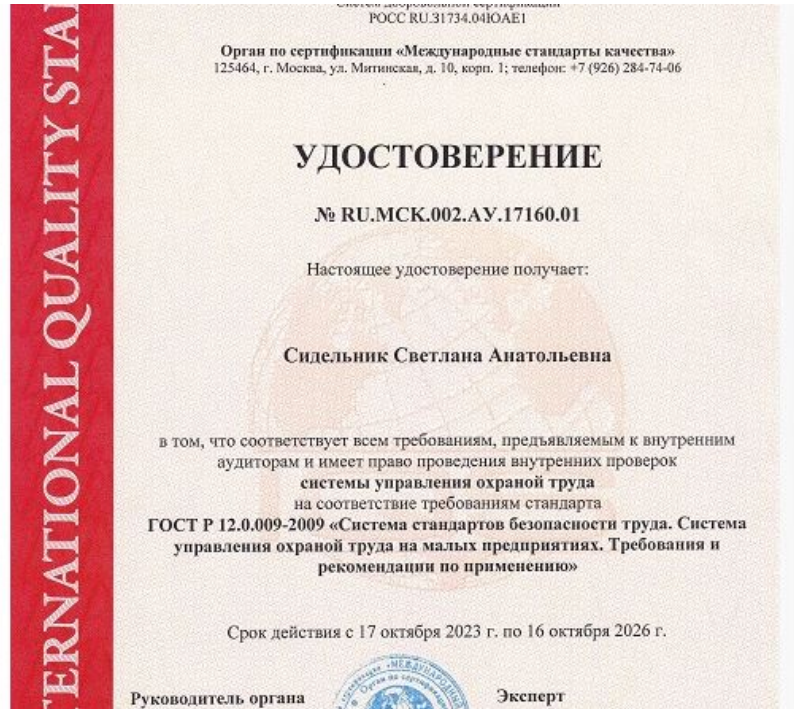 Систем добровольной сертификации
РОСС RU.31734.04ЮАЕ1
Орган по сертификации «Международные стандарты качества»
125464, г. Москва, ул. Митинская, д. 10, корп. 1; телефон: +7 (926) 284-74-06
УДОСТОВЕРЕНИЕ
№ RU.МСК.002.АУ.17160.01
Настоящее удостоверение получает:
Сидельник Светлана Анатольевна
в том, что соответствует всем требованиям, предъявляемым к внутренним
аудиторам и имеет право проведения внутренних проверок
системы управления охраной труда
на соответствие требованиям стандарта
ГОСТ Р 12.0.009-2009 «Система стандартов безопасности труда. Система
управления охраной труда на малых предприятиях. Требования и
рекомендации по применению»
Срок действия с 17 октября 2023 г. по 16 октября 2026 г.
Руководитель органа
Эксперт
TERNATIONAL QUALITY STA